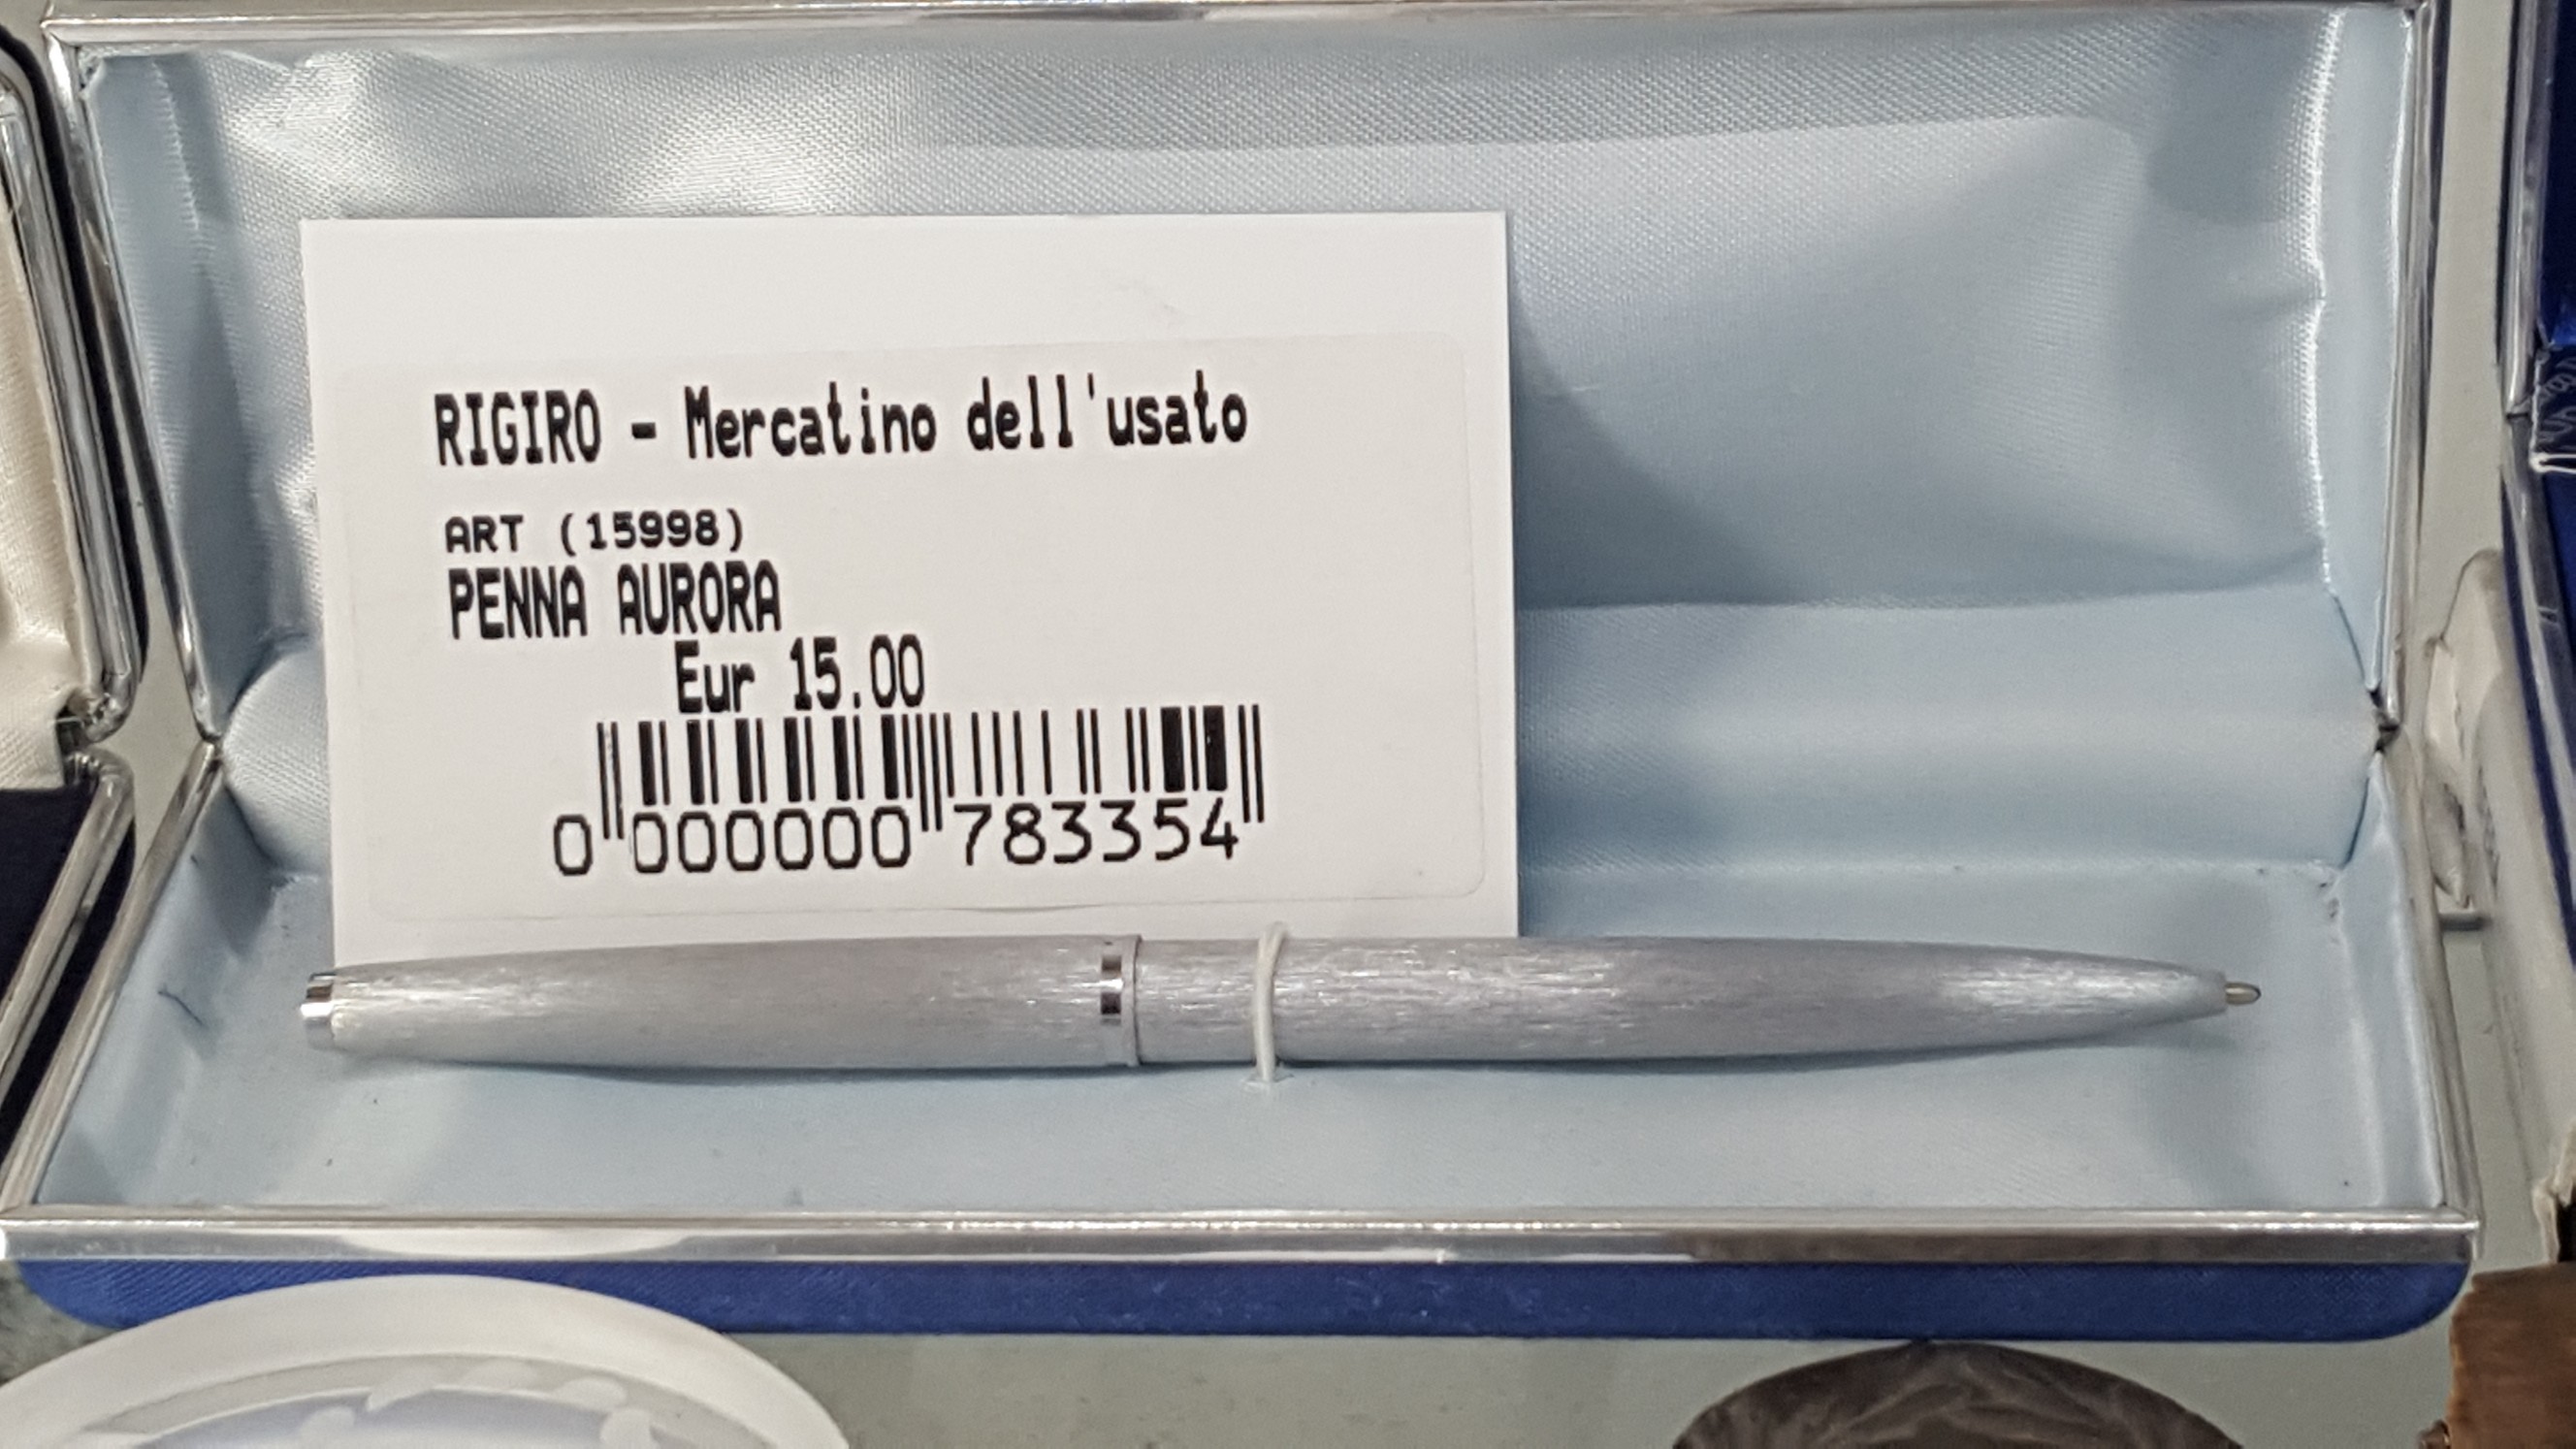 RIGIRO - Mercatino dell'usato
ART (15998)
PENNA AURORA
Eur 15.00
0 000000 783354